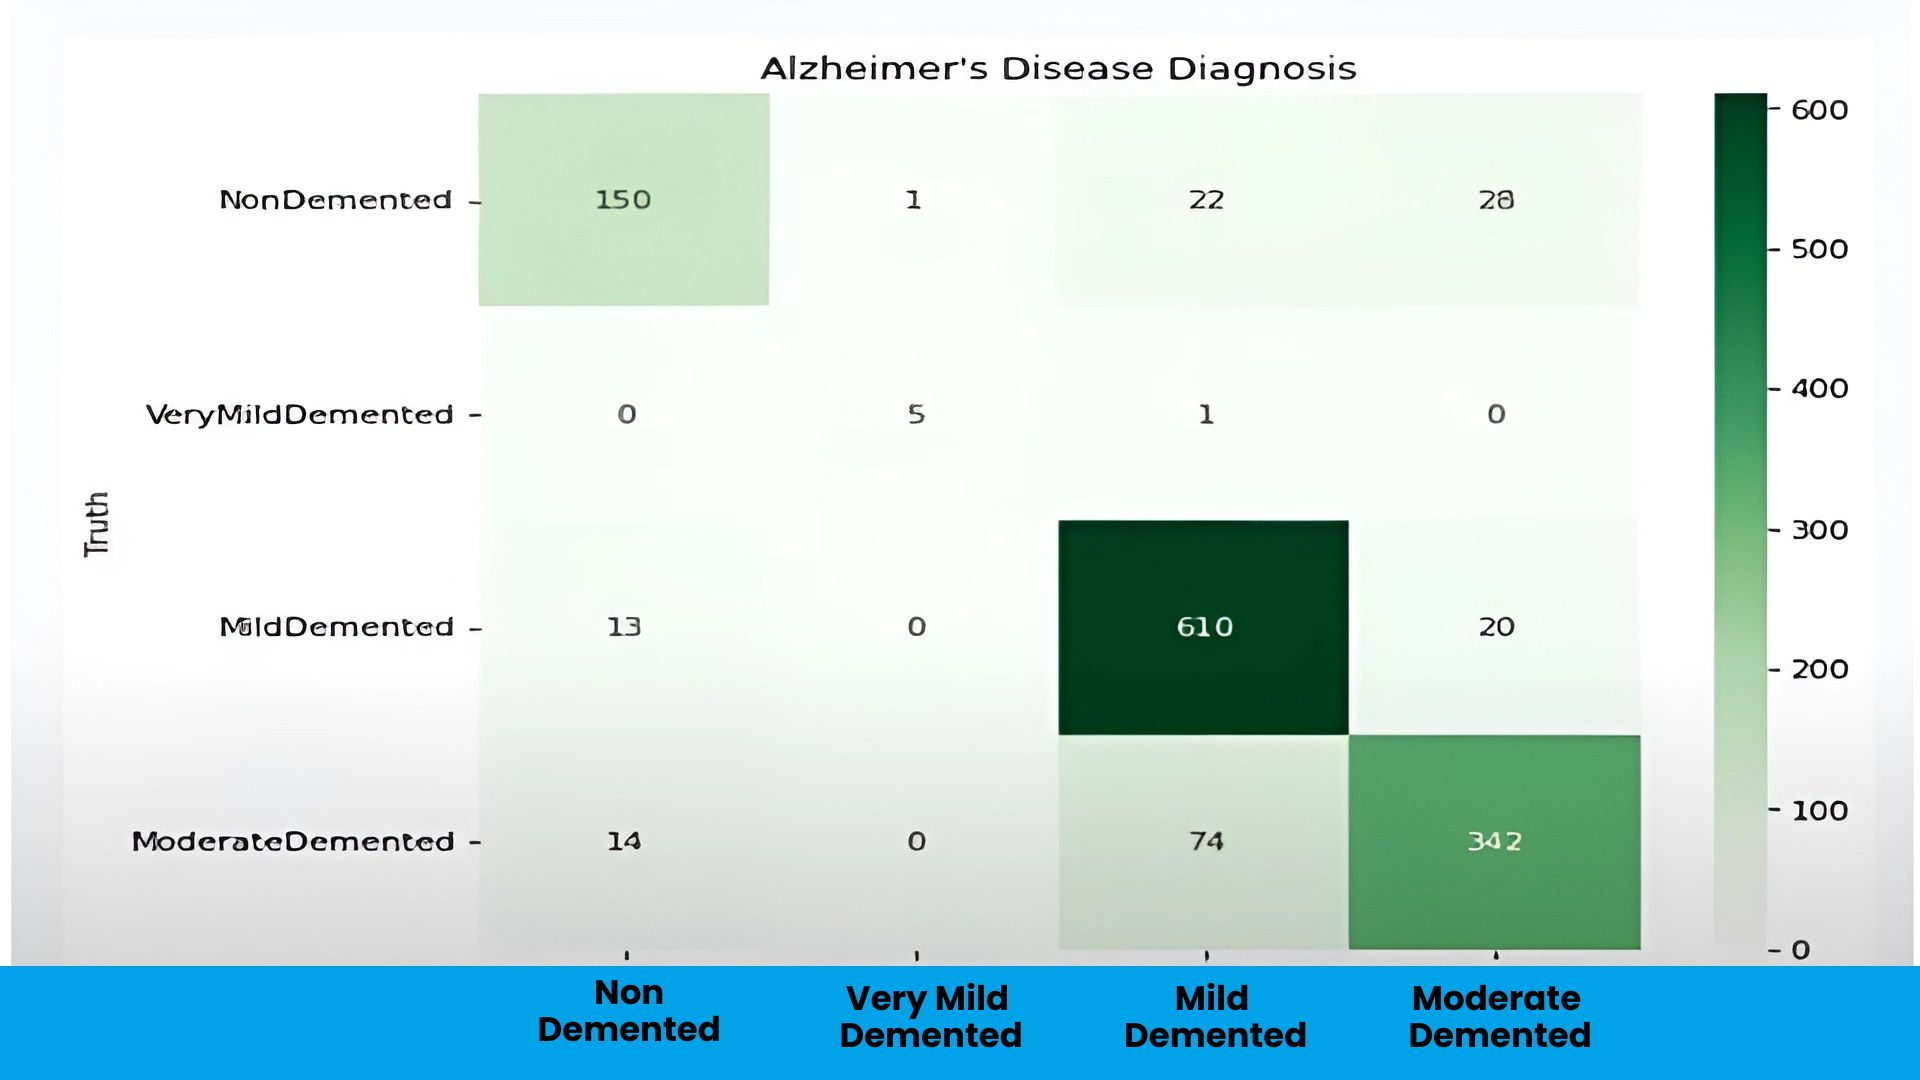 Alzheimer's Disease Diagnosis
NonDemented 150 1 22 28
VeryMildDemented 0 5 1 0
MildDemented 13 0 610 20
ModerateDemented 14 0 74 342
Truth
600
500
400
300
200
100
0
Non
Demented
Very Mild
Demented
Mild
Demented
Moderate
Demented